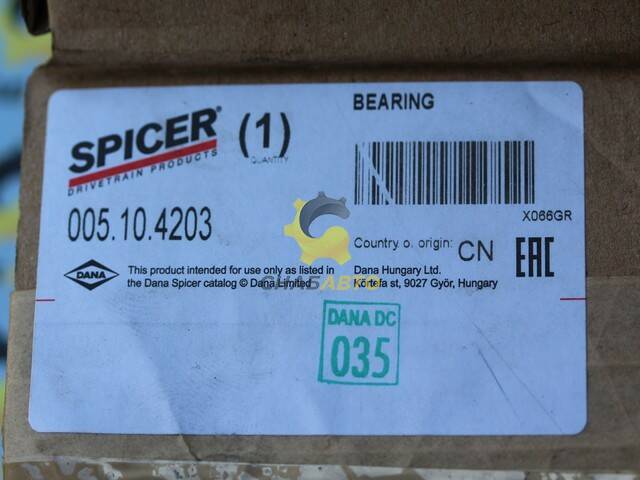 SPICER®
DRIVETRAIN PRODUCTS
(1)
QUANTITY
BEARING
X066GR
005.10.4203
Country of origin: CN
EAC
DANA
This product intended for use only as listed in
the Dana Spicer catalog © Dana Limited
Dana Hungary Ltd.
Körtefa st, 9027 Győr, Hungary
СНАБАВТО
DANA DC
035